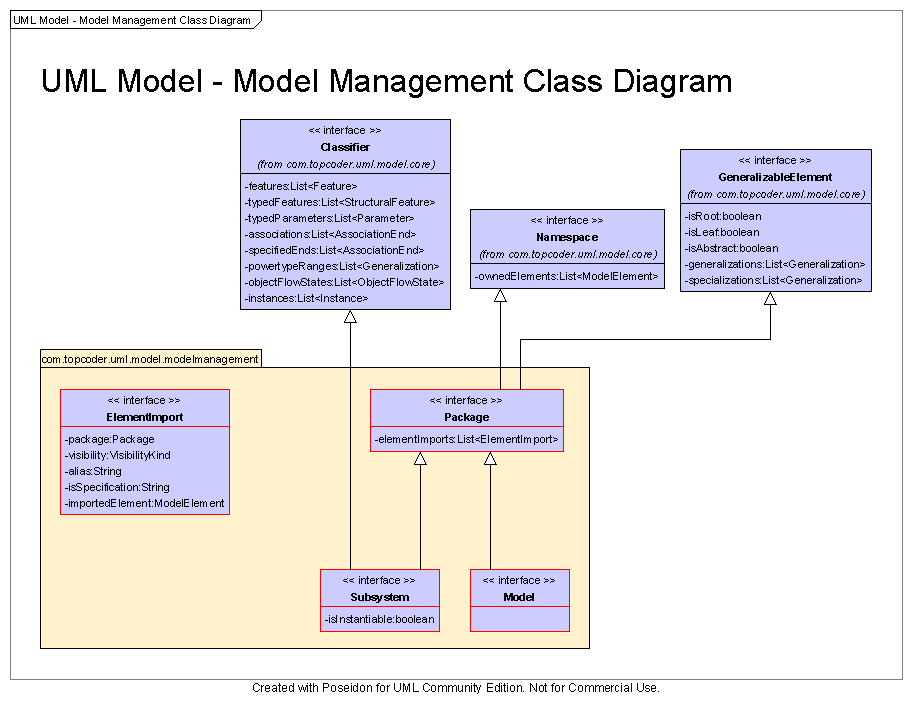 UML Model - Model Management Class Diagram
UML Model - Model Management Class Diagram
<< interface >>
Classifier
(from com.topcoder.uml.model.core)
-features:List<Feature>
-typedFeatures:List<StructuralFeature>
-typedParameters:List<Parameter>
-associations:List<AssociationEnd>
-specifiedEnds:List<AssociationEnd>
-powertypeRanges:List<Generalization>
-objectFlowStates:List<ObjectFlowState>
-instances:List<Instance>
<< interface >>
Namespace
(from com.topcoder.uml.model.core)
-ownedElements:List<ModelElement>
<< interface >>
GeneralizableElement
(from com.topcoder.uml.model.core)
-isRoot:boolean
-isLeaf:boolean
-isAbstract:boolean
-generalizations:List<Generalization>
-specializations:List<Generalization>
com.topcoder.uml.model.modelmanagement
<< interface >>
ElementImport
-package:Package
-visibility:VisibilityKind
-alias:String
-isSpecification:String
-importedElement:ModelElement
<< interface >>
Package
-elementImports:List<ElementImport>
<< interface >>
Subsystem
-isInstantiable:boolean
<< interface >>
Model
Created with Poseidon for UML Community Edition. Not for Commercial Use.